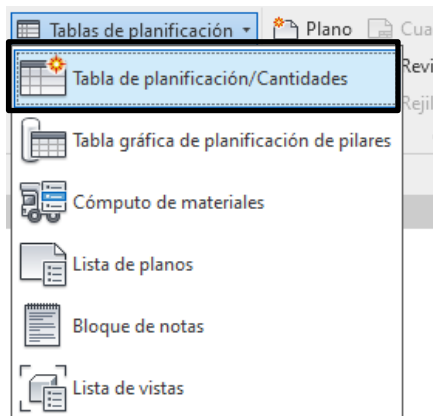 Tablas de planificación Plano Cua
Tabla de planificación/Cantidades Revi
Tabla gráfica de planificación de pilares Rejil
Cómputo de materiales
Lista de planos
Bloque de notas
Lista de vistas